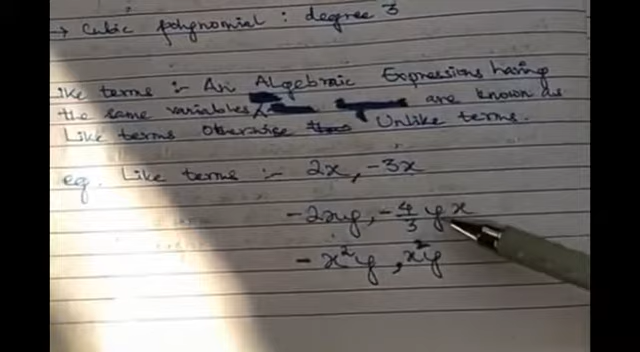 → Cubic polynomial : degree 3
ike terms :- An Algebraic Expressions having
the same variables are known as
Like terms Otherwise Unlike terms.
eg. Like terms :- 2x, -3x
-2xy, -4/3 yx
- x²y, x²y